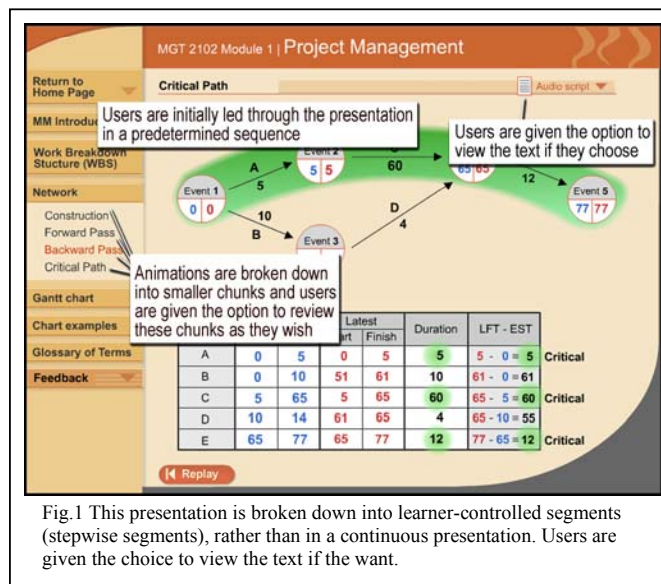 MGT 2102 Module 1 | Project Management
Return to
Home Page
Critical Path
Audio script
MM Introduc
Users are initially led through the presentation
in a predetermined sequence
Users are given the option to
view the text if they choose
Work Breakdown
Stucture (WBS)
Network
Construction
Forward Pass
Backward Pass
Critical Path
Gantt chart
Chart examples
Glossary of Terms
Feedback
Event 1
0 0
A
5
Event 2
5 5
60
65 65
12
Event 5
77 77
10
B
Event 3
D
4
Animations are broken down
into smaller chunks and users
are given the option to review
these chunks as they wish
Latest
Finish
Duration
LFT - EST
A 0 5 0 5 5 5 - 0 = 5 Critical
B 0 10 51 61 10 61 - 0 = 61
C 5 65 5 65 60 65 - 5 = 60 Critical
D 10 14 61 65 4 65 - 10 = 55
E 65 77 65 77 12 77 - 65 = 12 Critical
Replay
Fig.1 This presentation is broken down into learner-controlled segments
(stepwise segments), rather than in a continuous presentation. Users are
given the choice to view the text if the want.